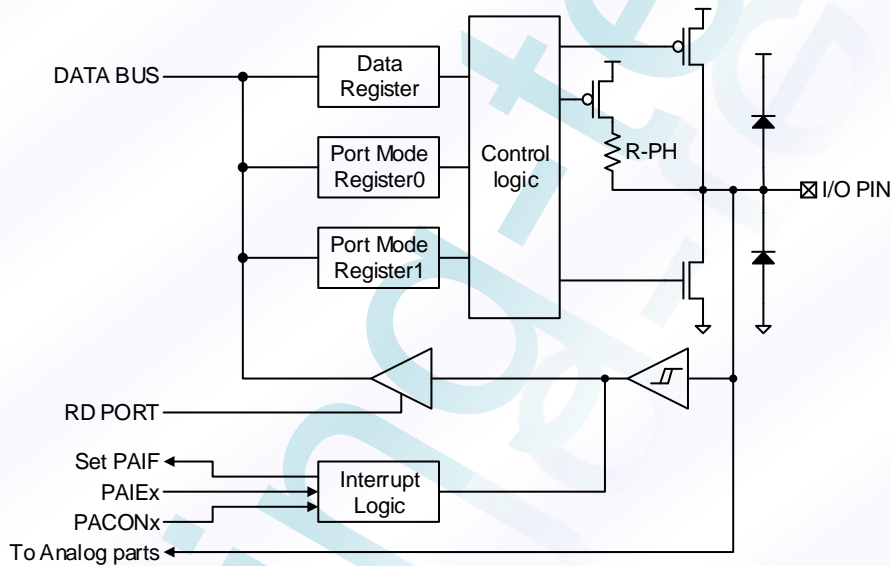 DATA BUS
Data
Register
Port Mode
Register0
Port Mode
Register1
Control
logic
R-PH
I/O PIN
RD PORT
Set PAIF
PAIEx
PACONx
Interrupt
Logic
To Analog parts